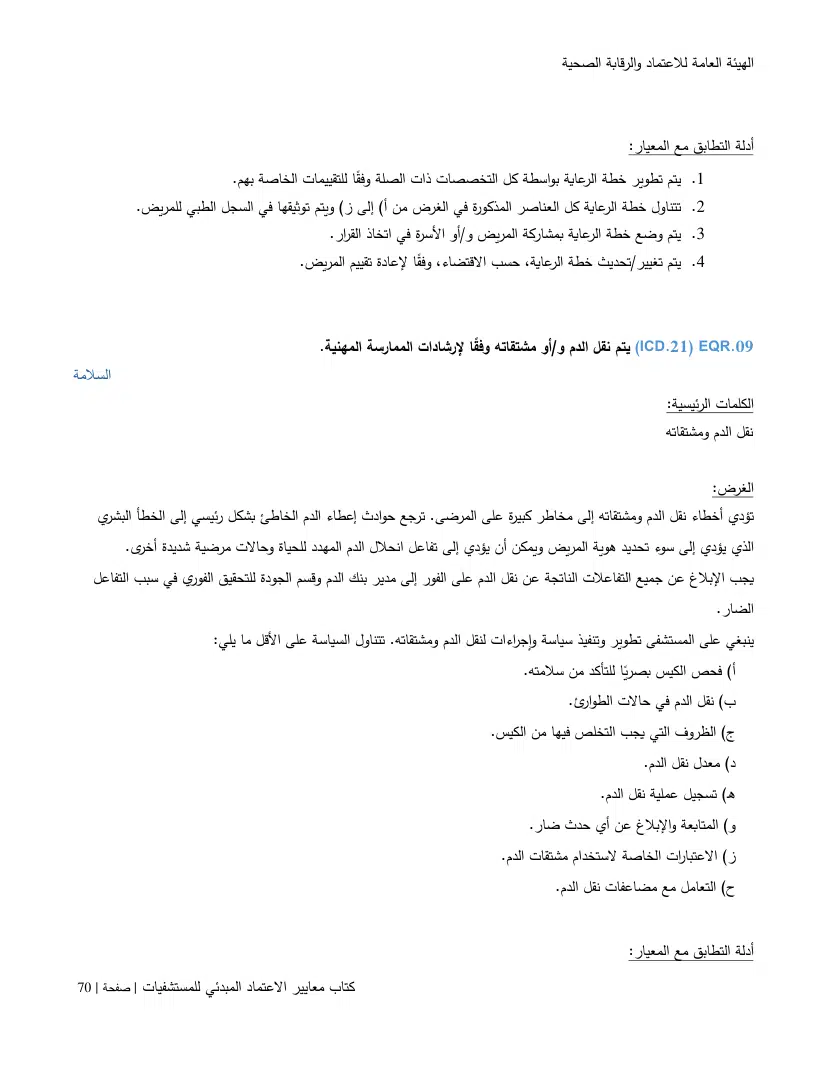 الهيئة العامة للاعتماد والرقابة الصحية
أدلة التطابق مع المعيار:
1. يتم تطوير خطة الرعاية بواسطة كل التخصصات ذات الصلة وفقًا للتقييمات الخاصة بهم.
2. تتناول خطة الرعاية كل العناصر المذكورة في الغرض من أ) إلى ز) ويتم توثيقها في السجل الطبي للمريض.
3. يتم وضع خطة الرعاية بمشاركة المريض و/أو الأسرة في اتخاذ القرار.
4. يتم تغيير/تحديث خطة الرعاية، حسب الاقتضاء، وفقًا لإعادة تقييم المريض.
EQR.09 (ICD.21) يتم نقل الدم و/أو مشتقاته وفقًا لإرشادات الممارسة المهنية.
السلامة
الكلمات الرئيسية:
نقل الدم ومشتقاته
الغرض:
تؤدي أخطاء نقل الدم ومشتقاته إلى مخاطر كبيرة على المرضى. ترجع حوادث إعطاء الدم الخاطئ بشكل رئيسي إلى الخطأ البشري
الذي يؤدي إلى سوء تحديد هوية المريض ويمكن أن يؤدي إلى تفاعل انحلال الدم المهدد للحياة وحالات مرضية شديدة أخرى.
يجب الإبلاغ عن جميع التفاعلات الناتجة عن نقل الدم على الفور إلى مدير بنك الدم وقسم الجودة للتحقيق الفوري في سبب التفاعل
الضار.
ينبغي على المستشفى تطوير وتنفيذ سياسة وإجراءات لنقل الدم ومشتقاته. تتناول السياسة على الأقل ما يلي:
أ) فحص الكيس بصريًا للتأكد من سلامته.
ب) نقل الدم في حالات الطوارئ.
ج) الظروف التي يجب التخلص فيها من الكيس.
د) معدل نقل الدم.
هـ) تسجيل عملية نقل الدم.
و) المتابعة والإبلاغ عن أي حدث ضار.
ز) الاعتبارات الخاصة لاستخدام مشتقات الدم.
ح) التعامل مع مضاعفات نقل الدم.
أدلة التطابق مع المعيار:
كتاب معايير الاعتماد المبدئي للمستشفيات | صفحة | 70